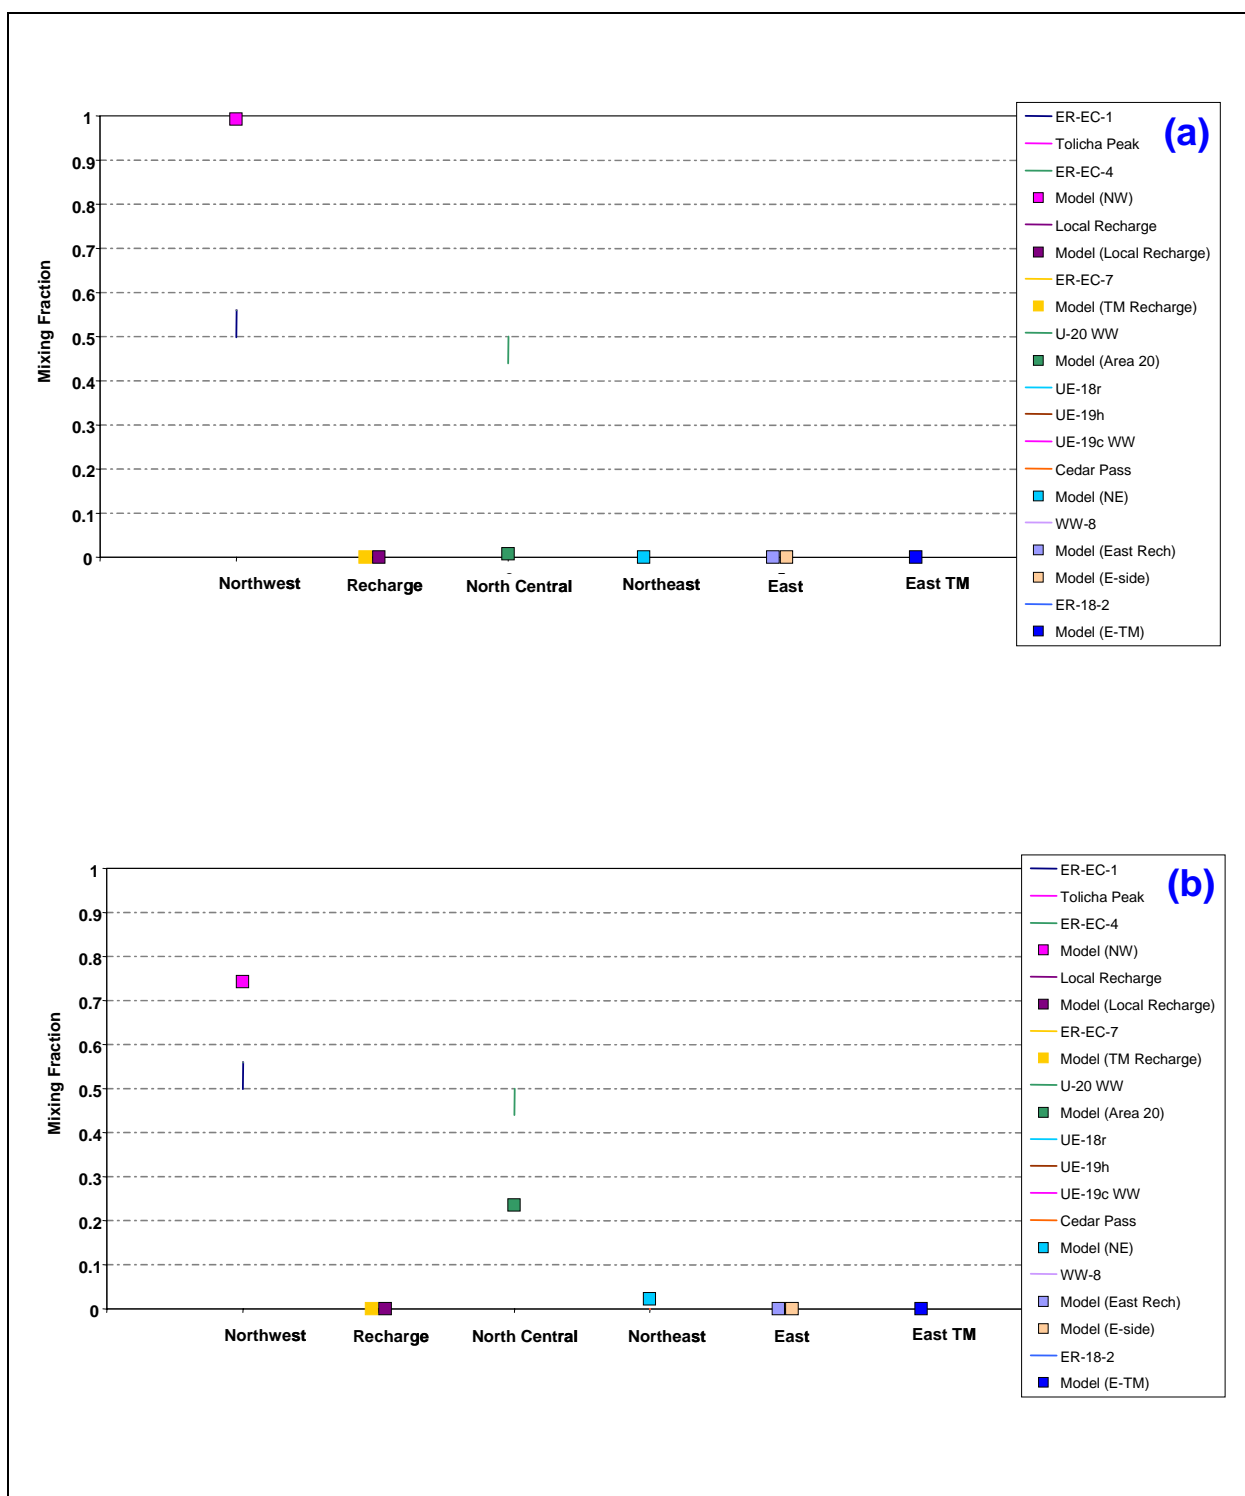 (a)
1
0.9
0.8
0.7
0.6
0.5
0.4
0.3
0.2
0.1
0
Mixing Fraction
Northwest
Recharge
North Central
Northeast
East
East TM
ER-EC-1
Tolicha Peak
ER-EC-4
Model (NW)
Local Recharge
Model (Local Recharge)
ER-EC-7
Model (TM Recharge)
U-20 WW
Model (Area 20)
UE-18r
UE-19h
UE-19c WW
Cedar Pass
Model (NE)
WW-8
Model (East Rech)
Model (E-side)
ER-18-2
Model (E-TM)
(b)
1
0.9
0.8
0.7
0.6
0.5
0.4
0.3
0.2
0.1
0
Mixing Fraction
Northwest
Recharge
North Central
Northeast
East
East TM
ER-EC-1
Tolicha Peak
ER-EC-4
Model (NW)
Local Recharge
Model (Local Recharge)
ER-EC-7
Model (TM Recharge)
U-20 WW
Model (Area 20)
UE-18r
UE-19h
UE-19c WW
Cedar Pass
Model (NE)
WW-8
Model (East Rech)
Model (E-side)
ER-18-2
Model (E-TM)